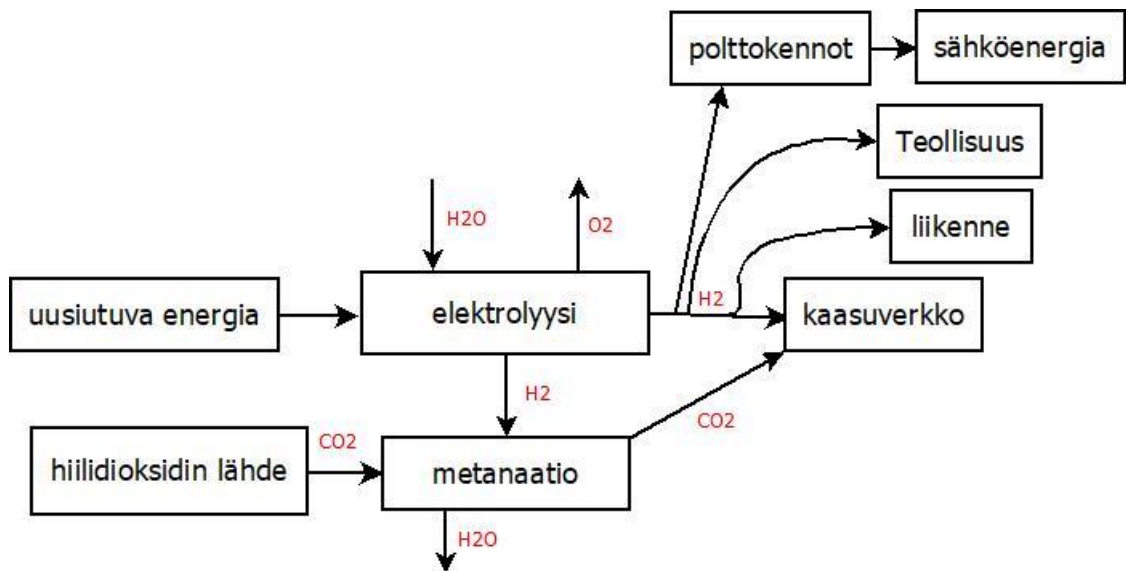 polttokennot
sähköenergia
Teollisuus
H2O
O2
liikenne
uusiutuva energia
elektrolyysi
H2
kaasuverkko
H2
CO2
CO2
hiilidioksidin lähde
metanaatio
H2O